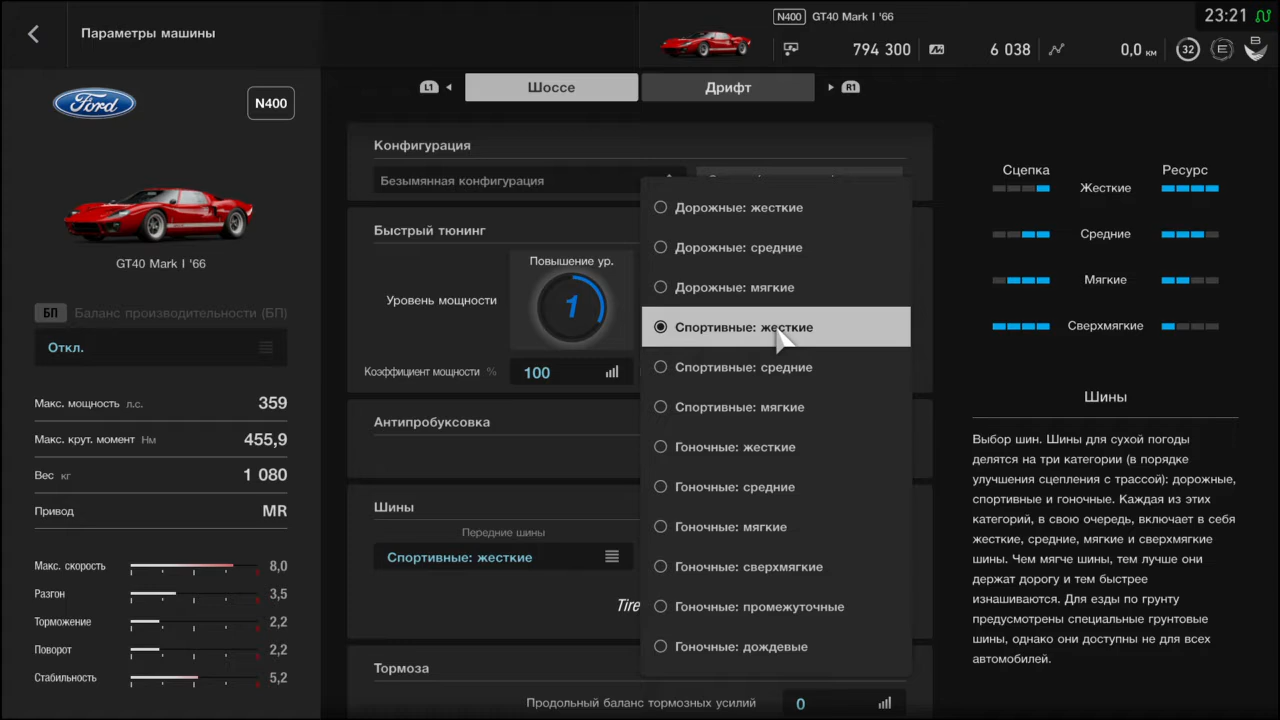 Параметры машины
N400 GT40 Mark I '66
794 300
6 038
0,0 км
32
E
B
23:21
Ford
N400
GT40 Mark I '66
БП Баланс производительности (БП)
Откл.
Макс. мощность л.с. 359
Макс. крут. момент Нм 455,9
Вес кг 1 080
Привод MR
Макс. скорость 8,0
Разгон 3,5
Торможение 2,2
Поворот 2,2
Стабильность 5,2
L1 Шоссе Дрифт R1
Конфигурация
Безымянная конфигурация
Быстрый тюнинг
Уровень мощности
Повышение ур.
1
Коэффициент мощности % 100
Антипробуксовка
Шины
Передние шины
Спортивные: жесткие
Tire
Тормоза
Продольный баланс тормозных усилий 0
Дорожные: жесткие
Дорожные: средние
Дорожные: мягкие
Спортивные: жесткие
Спортивные: средние
Спортивные: мягкие
Гоночные: жесткие
Гоночные: средние
Гоночные: мягкие
Гоночные: сверхмягкие
Гоночные: промежуточные
Гоночные: дождевые
Сцепка Ресурс
Жесткие
Средние
Мягкие
Сверхмягкие
Шины
Выбор шин. Шины для сухой погоды
делятся на три категории (в порядке
улучшения сцепления с трассой): дорожные,
спортивные и гоночные. Каждая из этих
категорий, в свою очередь, включает в себя
жесткие, средние, мягкие и сверхмягкие
шины. Чем мягче шины, тем лучше они
держат дорогу и тем быстрее
изнашиваются. Для езды по грунту
предусмотрены специальные грунтовые
шины, однако они доступны не для всех
автомобилей.